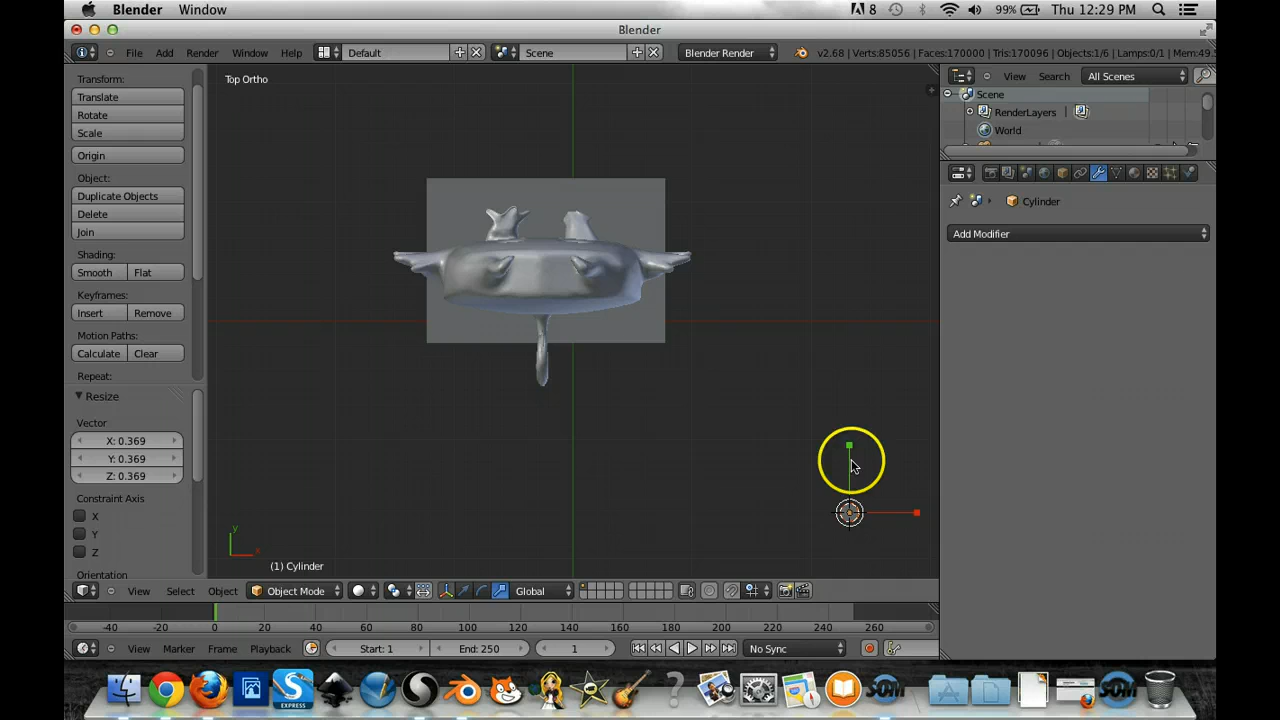 Blender Window
8 99% Thu 12:29 PM
Blender
File Add Render Window Help Default Scene Blender Render v2.68 | Verts:85056 | Faces:170000 | Tris:170096 | Objects:1/6 | Lamps:0/1 | Mem:49.
Transform:
Translate
Rotate
Scale
Origin
Object:
Duplicate Objects
Delete
Join
Shading:
Smooth Flat
Keyframes:
Insert Remove
Motion Paths:
Calculate Clear
Repeat:
Resize
Vector
X: 0.369
Y: 0.369
Z: 0.369
Constraint Axis
X
Y
Z
Orientation
Top Ortho
y
x
(1) Cylinder
View Search All Scenes
Scene
RenderLayers
World
Cylinder
Add Modifier
View Select Object Object Mode Global
-40 -20 0 20 40 60 80 100 120 140 160 180 200 220 240 260
View Marker Frame Playback Start: 1 End: 250 1 No Sync
EXPRESS
SOM
SOM